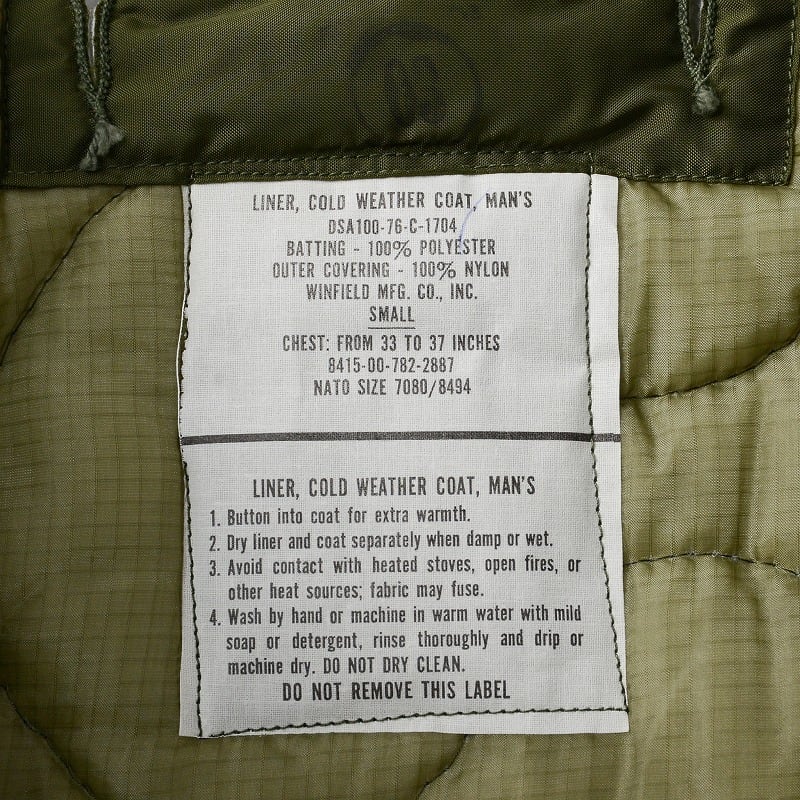 LINER, COLD WEATHER COAT, MAN'S
DSA100-76-C-1704
BATTING - 100% POLYESTER
OUTER COVERING - 100% NYLON
WINFIELD MFG. CO., INC.
SMALL
CHEST: FROM 33 TO 37 INCHES
8415-00-782-2887
NATO SIZE 7080/8494
LINER, COLD WEATHER COAT, MAN'S
1. Button into coat for extra warmth.
2. Dry liner and coat separately when damp or wet.
3. Avoid contact with heated stoves, open fires, or
other heat sources; fabric may fuse.
4. Wash by hand or machine in warm water with mild
soap or detergent, rinse thoroughly and drip or
machine dry. DO NOT DRY CLEAN.
DO NOT REMOVE THIS LABEL